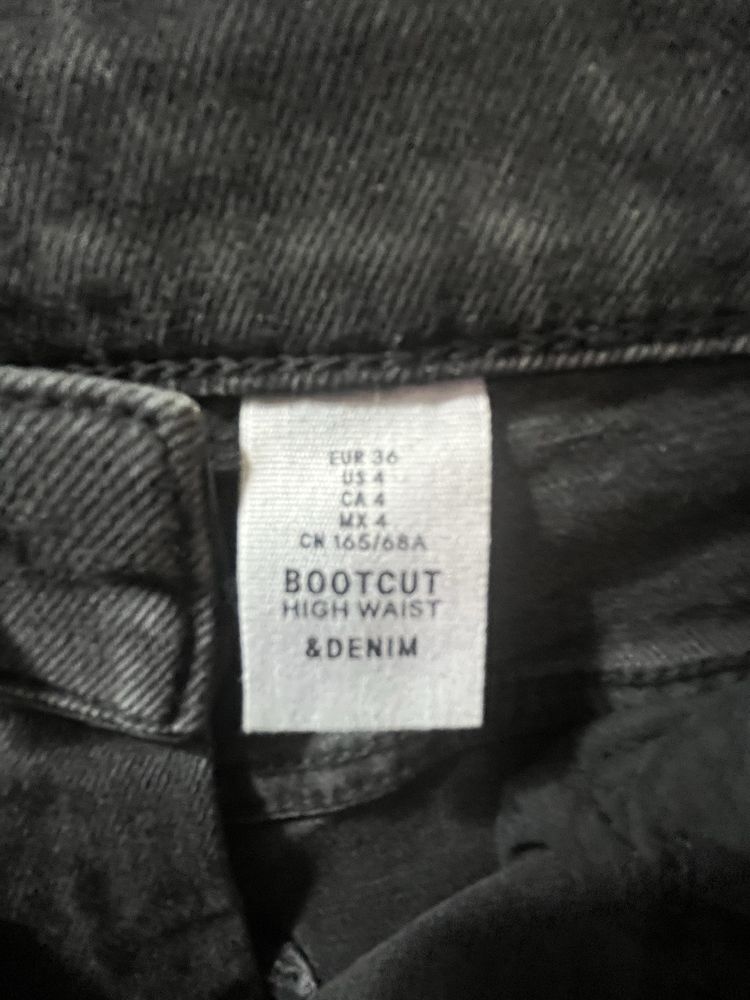 EUR 36
US 4
CA 4
MX 4
CN 165/68A
BOOTCUT
HIGH WAIST
&DENIM